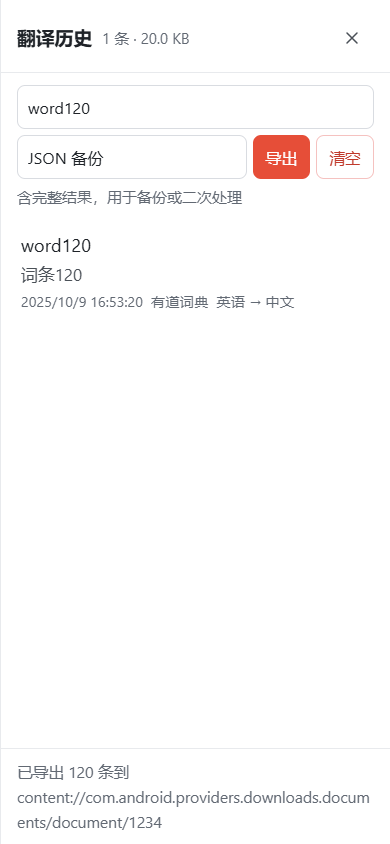 翻译历史 1 条 · 20.0 KB
word120
JSON 备份 导出 清空
含完整结果，用于备份或二次处理
word120
词条120
2025/10/9 16:53:20 有道词典 英语 → 中文
已导出 120 条到
content://com.android.providers.downloads.docum
ents/document/1234